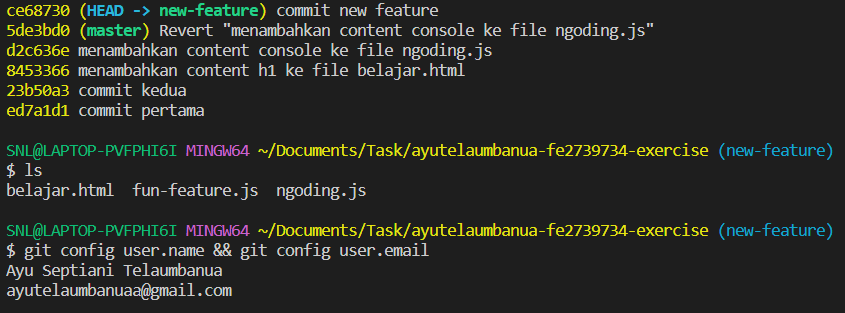 ce68730 (HEAD -> new-feature) commit new feature
5de3bd0 (master) Revert "menambahkan content console ke file ngoding.js"
d2c636e menambahkan content console ke file ngoding.js
8453366 menambahkan content h1 ke file belajar.html
23b50a3 commit kedua
ed7a1d1 commit pertama
SNL@LAPTOP-PVFPHI6I MINGW64 ~/Documents/Task/ayutelaumbanua-fe2739734-exercise (new-feature)
$ ls
belajar.html  fun-feature.js  ngoding.js
SNL@LAPTOP-PVFPHI6I MINGW64 ~/Documents/Task/ayutelaumbanua-fe2739734-exercise (new-feature)
$ git config user.name && git config user.email
Ayu Septiani Telaumbanua
ayutelaumbanuaa@gmail.com